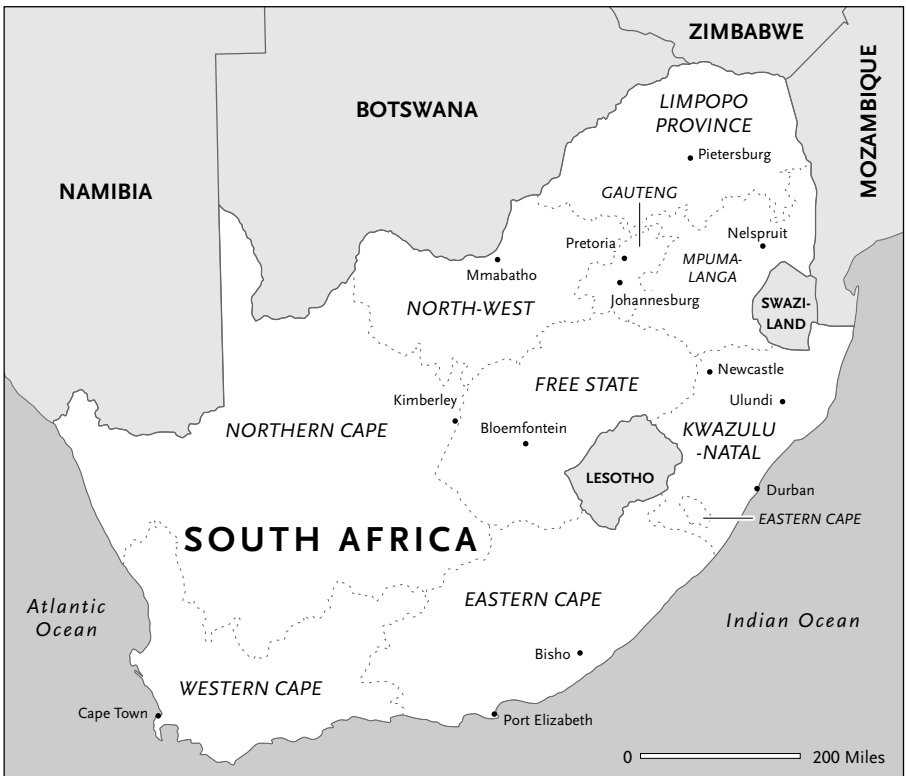 ZIMBABWE
MOZAMBIQUE
BOTSWANA
LIMPOPO
PROVINCE
Pietersburg
NAMIBIA
GAUTENG
Nelspruit
Pretoria
MPUMA-
LANGA
Mmabatho
Johannesburg
SWAZI-
LAND
NORTH-WEST
Newcastle
FREE STATE
Ulundi
Kimberley
Bloemfontein
NORTHERN CAPE
KWAZULU
-NATAL
LESOTHO
Durban
EASTERN CAPE
SOUTH AFRICA
EASTERN CAPE
Atlantic
Ocean
Indian Ocean
Bisho
WESTERN CAPE
Cape Town
Port Elizabeth
0 200 Miles